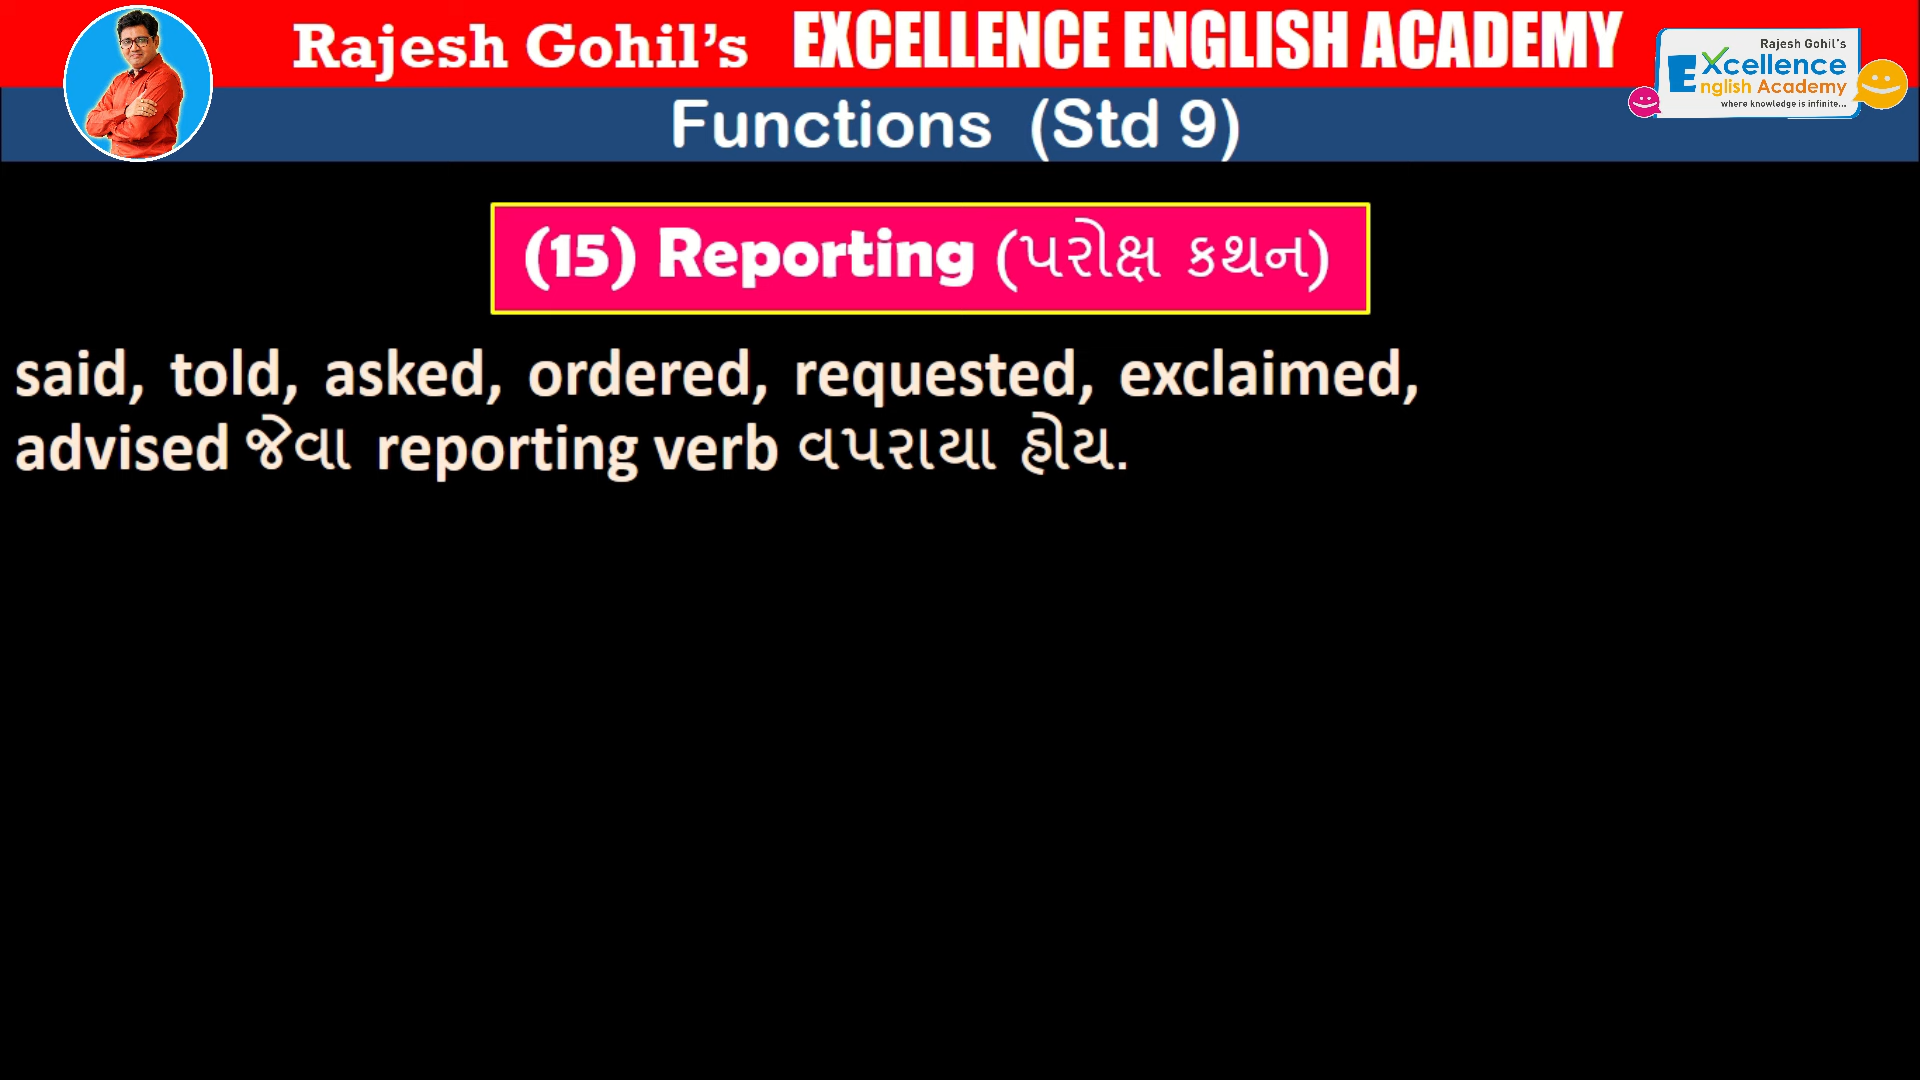 Rajesh Gohil's EXCELLENCE ENGLISH ACADEMY
Rajesh Gohil's
Excellence
English Academy
where knowledge is infinite...
Functions (Std 9)
(15) Reporting (પરોક્ષ કથન)
said, told, asked, ordered, requested, exclaimed,
advised જેવા reporting verb વપરાયા હોય.